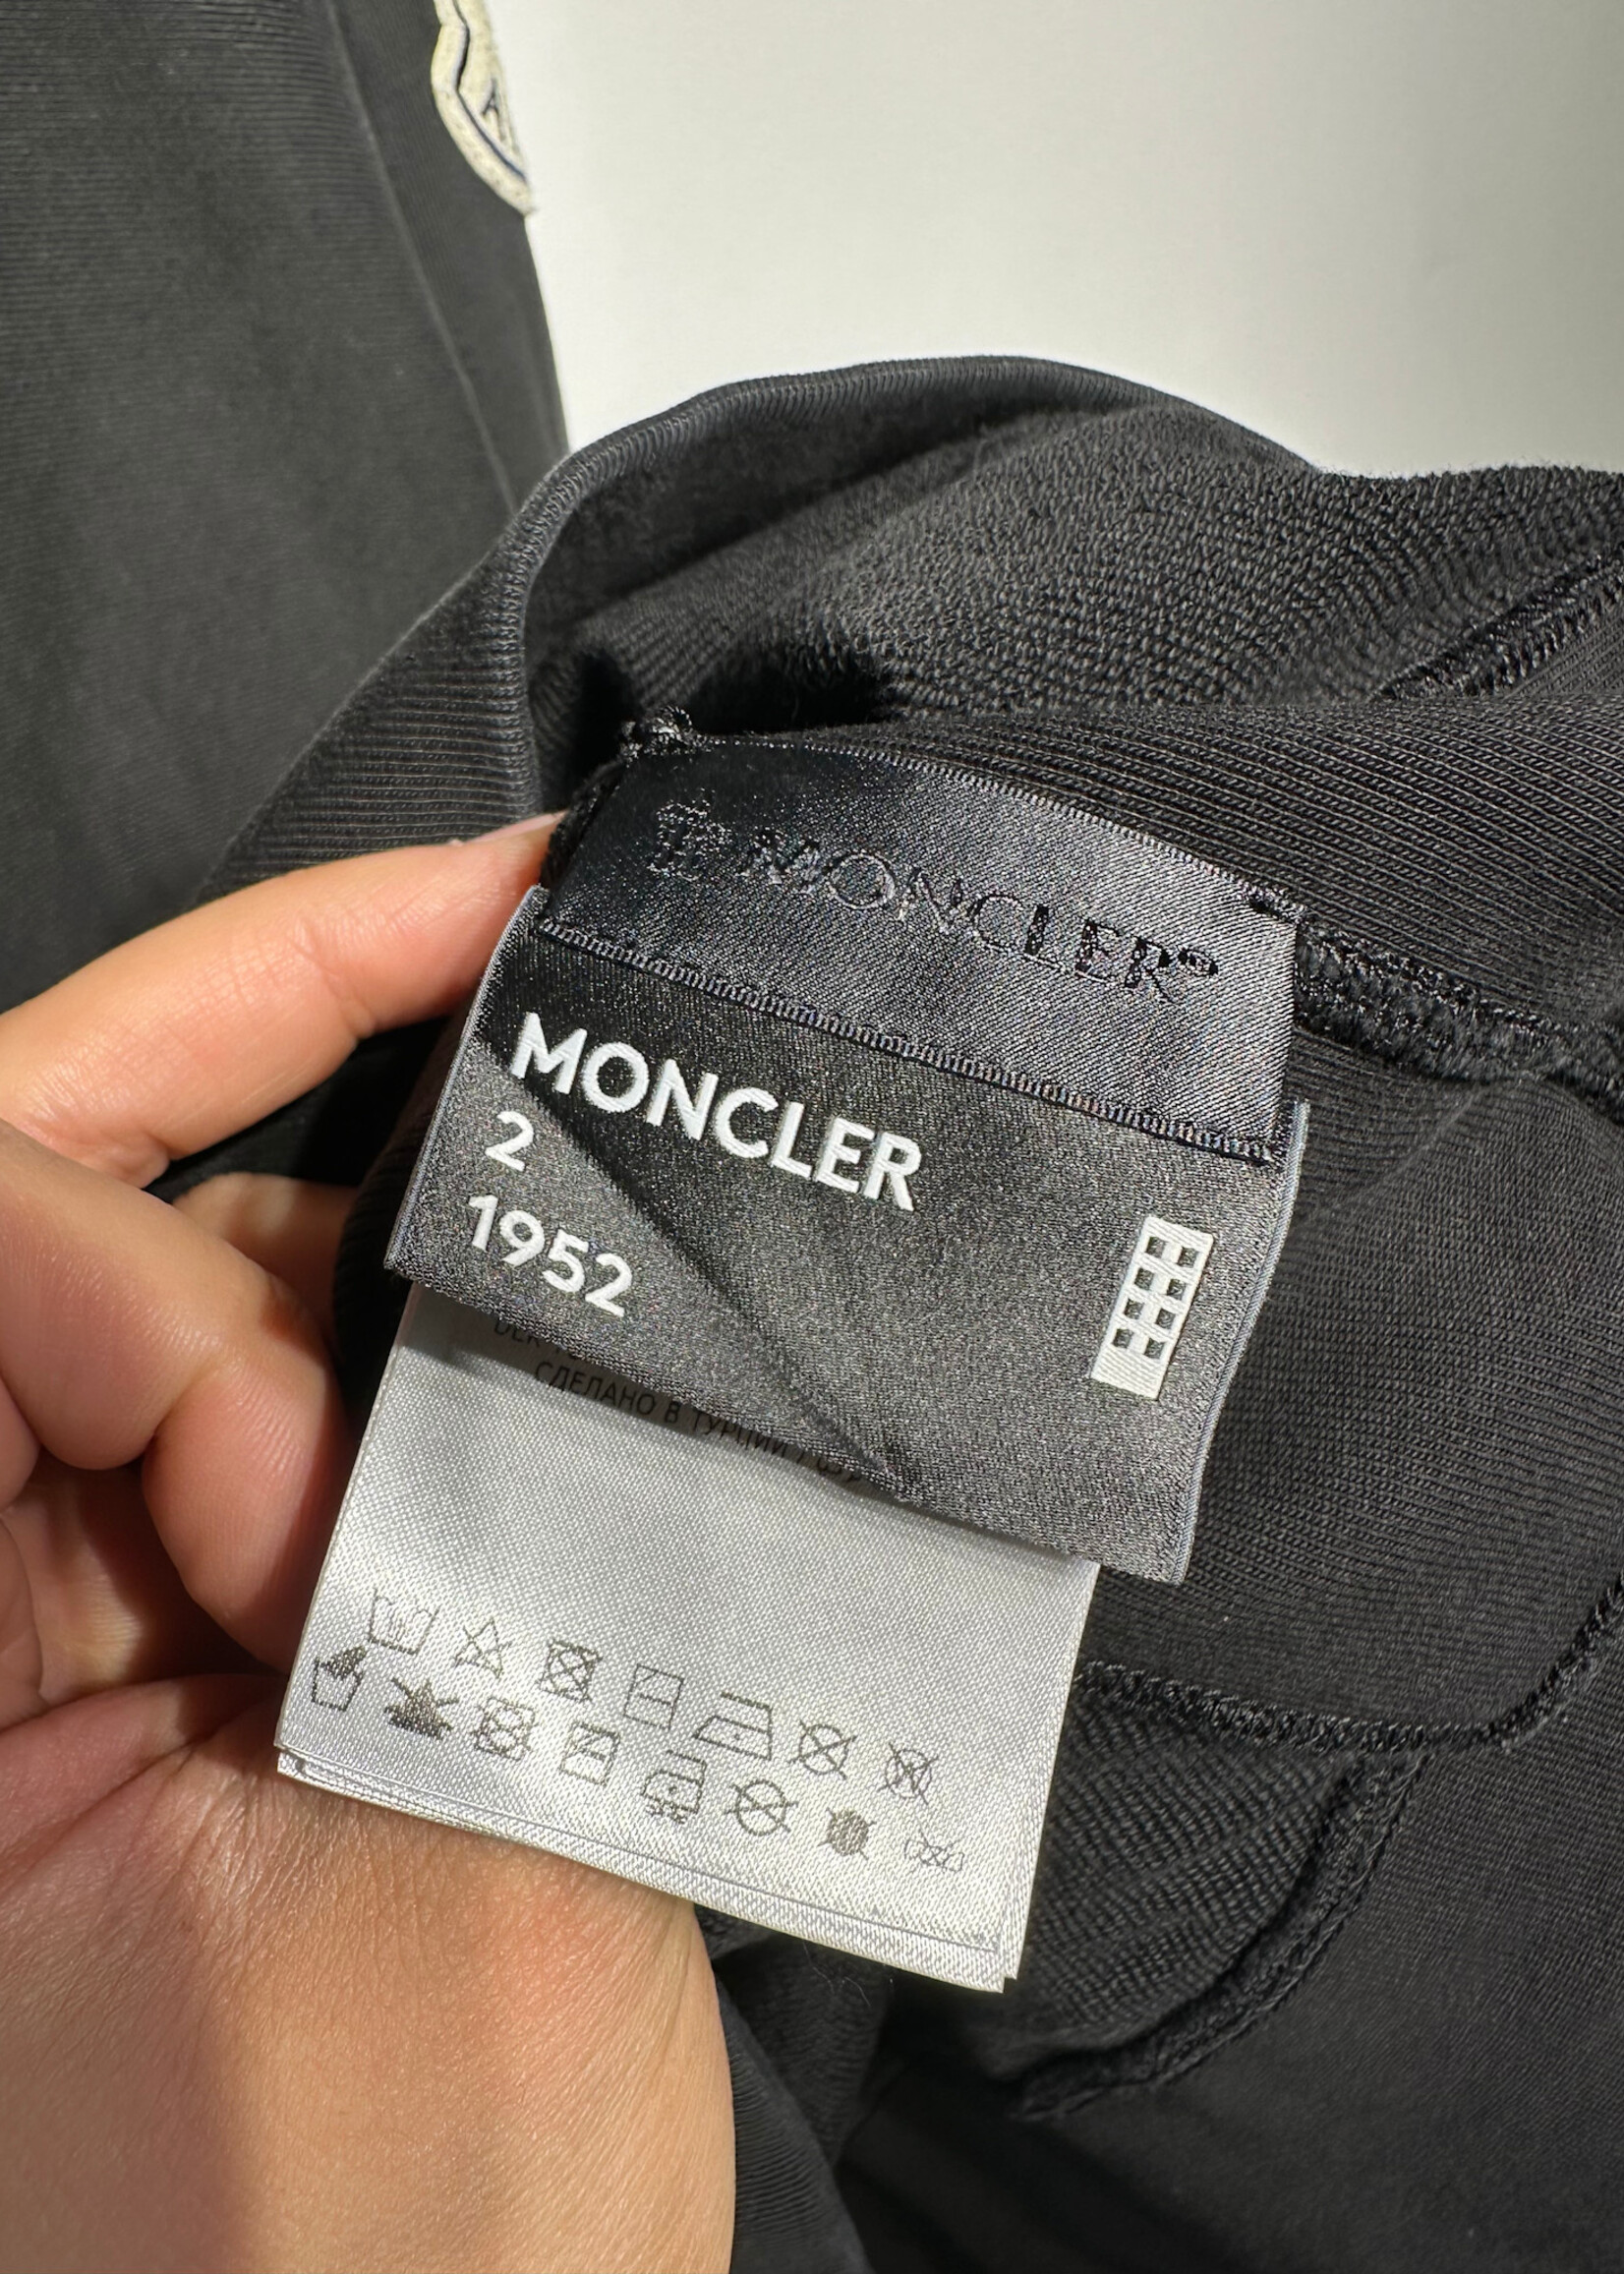 MONCLER®
MONCLER
2
1952
СДЕЛАНО В ТУРЦИИ